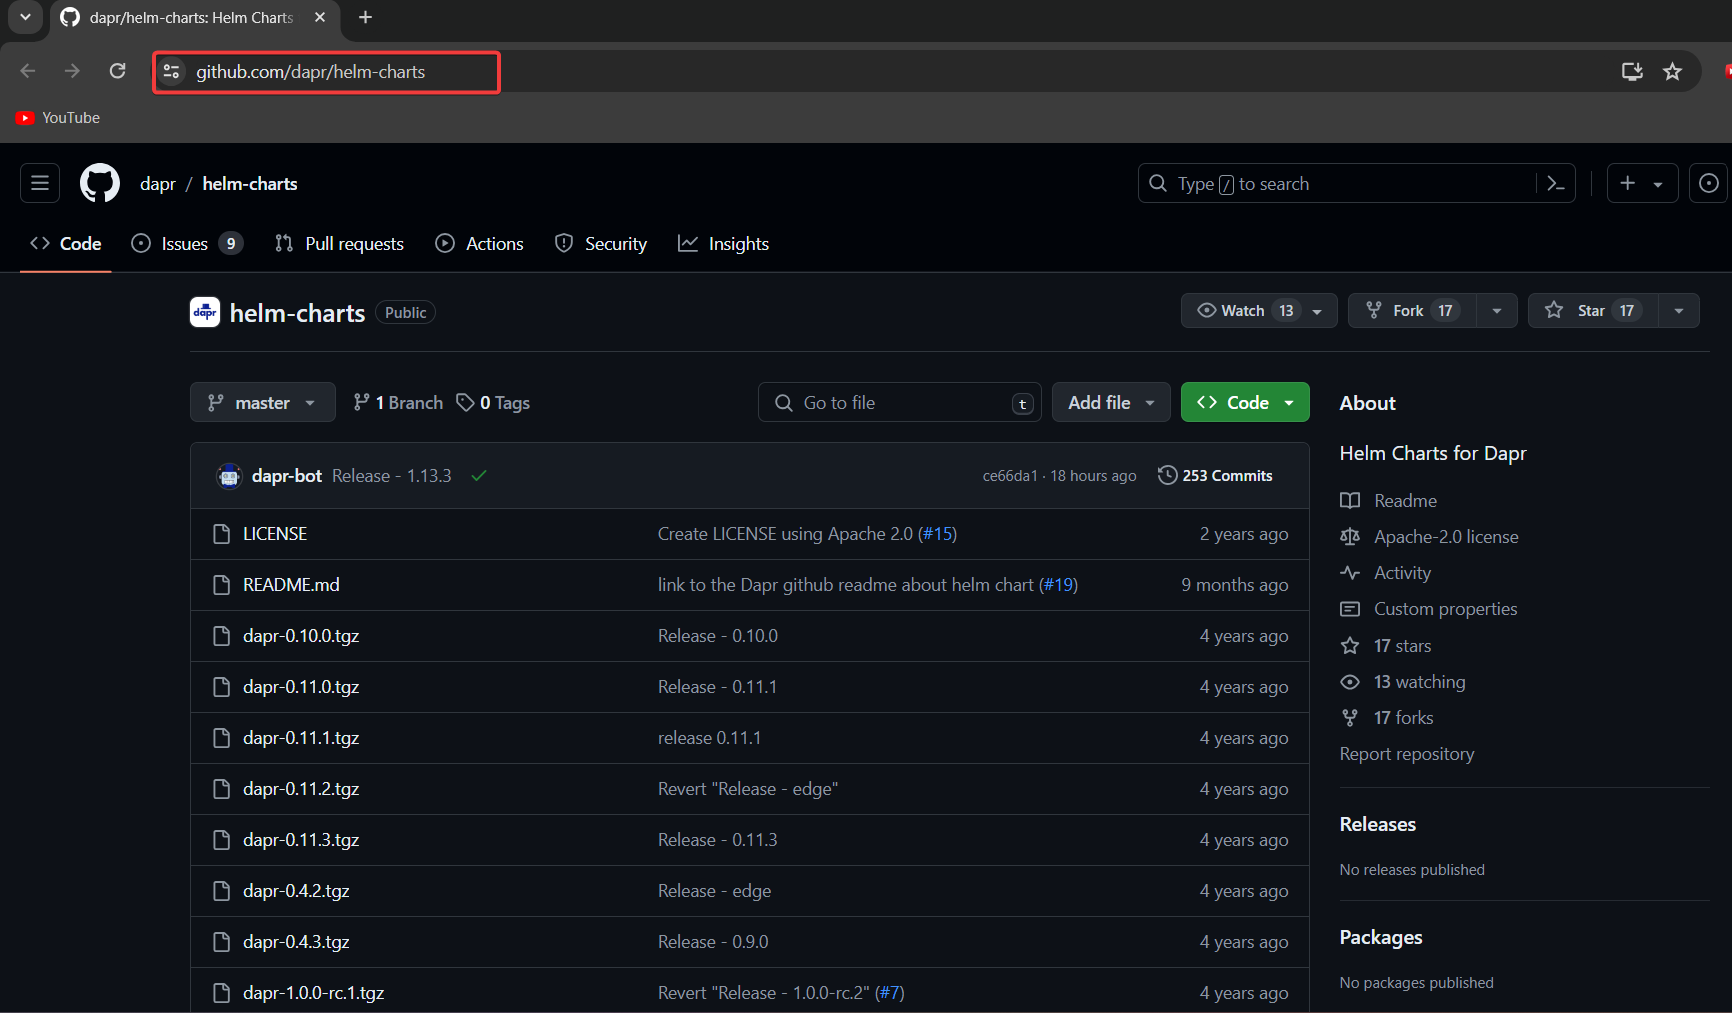 dapr/helm-charts: Helm Charts
github.com/dapr/helm-charts
YouTube
dapr / helm-charts
Type / to search
Code Issues 9 Pull requests Actions Security Insights
dapr helm-charts Public
Watch 13 Fork 17 Star 17
master 1 Branch 0 Tags Go to file t Add file Code
dapr-bot Release - 1.13.3 ce66da1 · 18 hours ago 253 Commits
LICENSE Create LICENSE using Apache 2.0 (#15) 2 years ago
README.md link to the Dapr github readme about helm chart (#19) 9 months ago
dapr-0.10.0.tgz Release - 0.10.0 4 years ago
dapr-0.11.0.tgz Release - 0.11.1 4 years ago
dapr-0.11.1.tgz release 0.11.1 4 years ago
dapr-0.11.2.tgz Revert "Release - edge" 4 years ago
dapr-0.11.3.tgz Release - 0.11.3 4 years ago
dapr-0.4.2.tgz Release - edge 4 years ago
dapr-0.4.3.tgz Release - 0.9.0 4 years ago
dapr-1.0.0-rc.1.tgz Revert "Release - 1.0.0-rc.2" (#7) 4 years ago
About
Helm Charts for Dapr
Readme
Apache-2.0 license
Activity
Custom properties
17 stars
13 watching
17 forks
Report repository
Releases
No releases published
Packages
No packages published